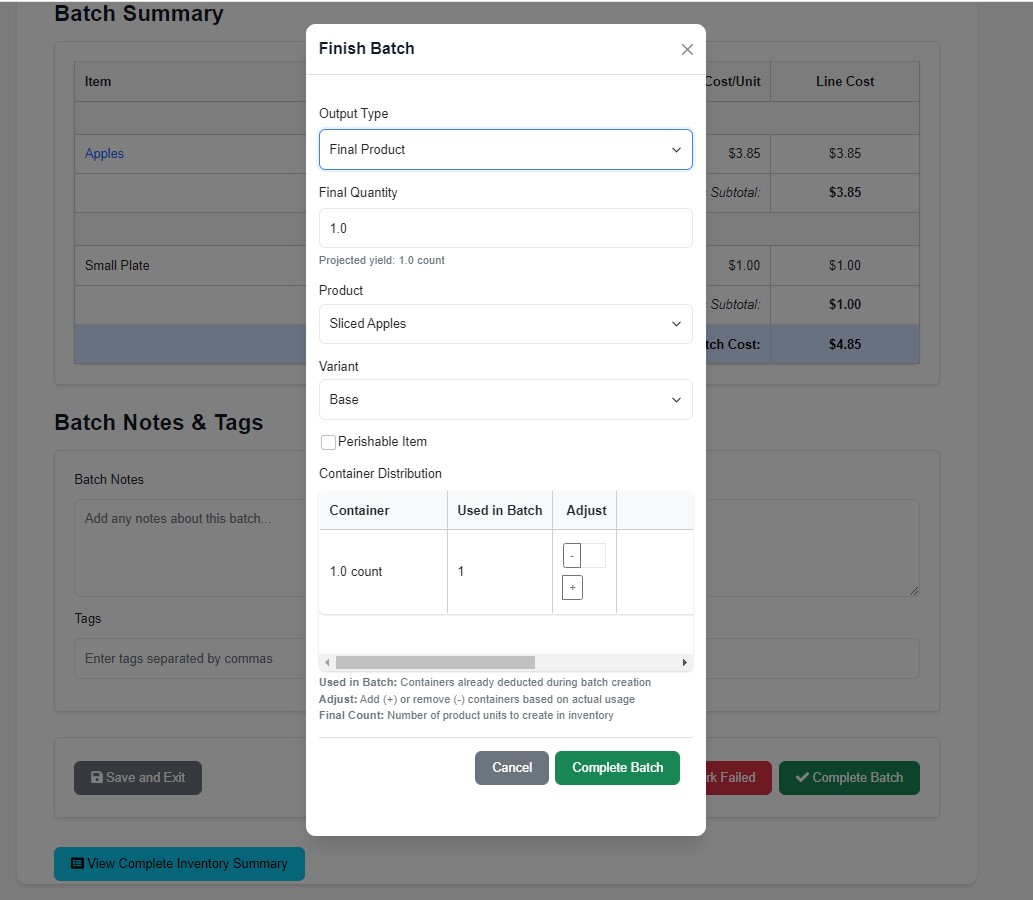 Batch Summary
Finish Batch
Item
Cost/Unit
Line Cost
Output Type
Final Product
Apples
$3.85
$3.85
Final Quantity
Subtotal:
$3.85
1.0
Projected yield: 1.0 count
Small Plate
$1.00
$1.00
Product
Subtotal:
$1.00
Sliced Apples
Cost:
$4.85
Variant
Base
Batch Notes & Tags
Perishable Item
Container Distribution
Batch Notes
Add any notes about this batch...
Container
Used in Batch
Adjust
1.0 count
1
-
+
Tags
Enter tags separated by commas
Used in Batch: Containers already deducted during batch creation
Adjust: Add (+) or remove (-) containers based on actual usage
Final Count: Number of product units to create in inventory
Cancel
Complete Batch
Save and Exit
Failed
Complete Batch
View Complete Inventory Summary